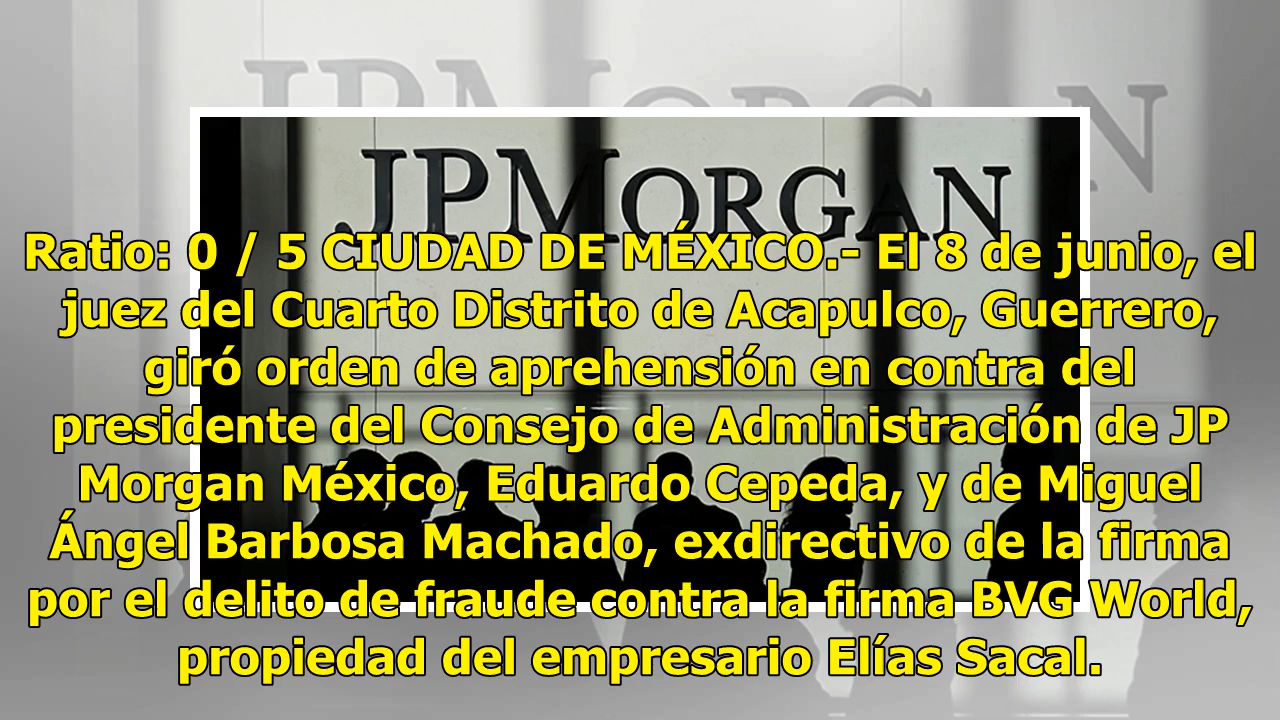 JPMORGAN
JPMORGAN
Ratio: 0 / 5 CIUDAD DE MÉXICO.- El 8 de junio, el
juez del Cuarto Distrito de Acapulco, Guerrero,
giró orden de aprehensión en contra del
presidente del Consejo de Administración de JP
Morgan México, Eduardo Cepeda, y de Miguel
Ángel Barbosa Machado, exdirectivo de la firma
por el delito de fraude contra la firma BVG World,
propiedad del empresario Elías Sacal.